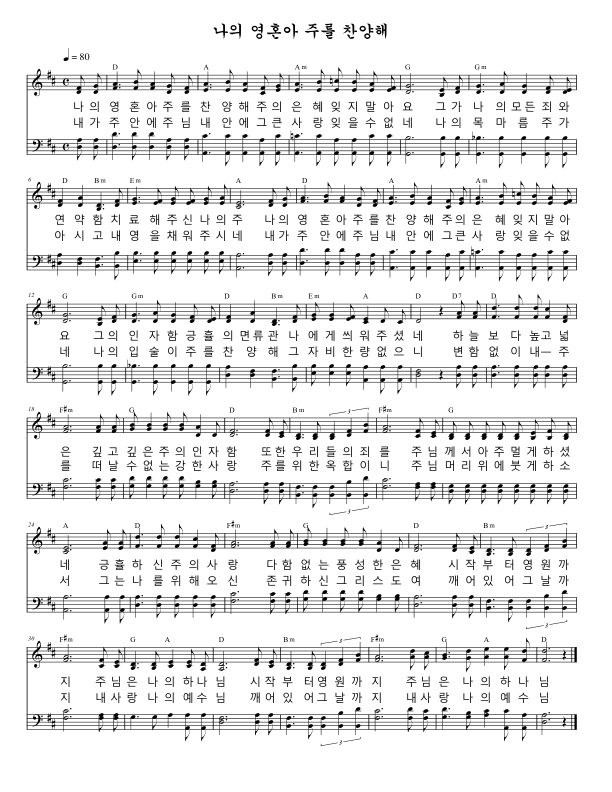 나의 영혼아 주를 찬양해
♩ = 80
D G A Am G Gm
나 의 영 혼 아 주 를 찬 양 해 주 의 은 혜 잊 지 말 아 요 그 가 나 의 모 든 죄 와
내 가 주 안 에 주 님 내 안 에 그 큰 사 랑 잊 을 수 없 네 나 의 목 마 름 주 가
6
D Bm Em G A D G A Am
연 약 함 치 료 해 주 신 나 의 주 나 의 영 혼 아 주 를 찬 양 해 주 의 은 혜 잊 지 말 아
아 시 고 내 영 을 채 워 주 시 네 내 가 주 안 에 주 님 내 안 에 그 큰 사 랑 잊 을 수 없
12
G Gm D Bm Em A D D7 D
요 그 의 인 자 함 긍 휼 의 면 류 관 나 에 게 씌 워 주 셨 네 하 늘 보 다 높 고 넓
네 나 의 입 술 이 주 를 찬 양 해 그 자 비 한 량 없 으 니 변 함 없 이 내 ㅡ 주
18
F#m G A D Bm 3 F#m G
은 깊 고 깊 은 주 의 인 자 함 또 한 우 리 들 의 죄 를 주 님 께 서 아 주 멀 게 하 셨
를 떠 날 수 없 는 강 한 사 랑 주 를 위 한 옥 합 이 니 주 님 머 리 위 에 붓 게 하 소
24
A D F#m G A D Bm 3
네 긍 휼 하 신 주 의 사 랑 다 함 없 는 풍 성 한 은 혜 시 작 부 터 영 원 까
서 그 는 나 를 위 해 오 신 존 귀 하 신 그 리 스 도 여 깨 어 있 어 그 날 까
30
F#m G A D Bm 3 F#m G A D
지 주 님 은 나 의 하 나 님 시 작 부 터 영 원 까 지 주 님 은 나 의 하 나 님
지 내 사 랑 나 의 예 수 님 깨 어 있 어 그 날 까 지 내 사 랑 나 의 예 수 님
3